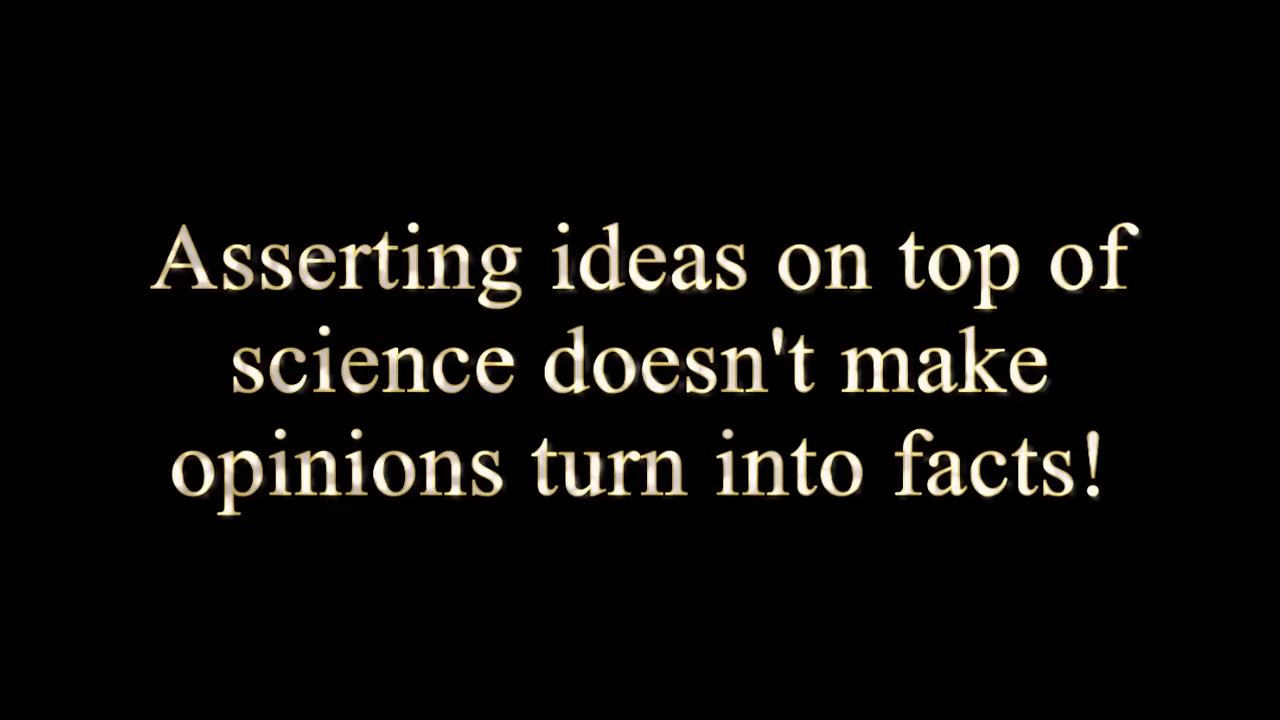 Asserting ideas on top of
science doesn't make
opinions turn into facts!